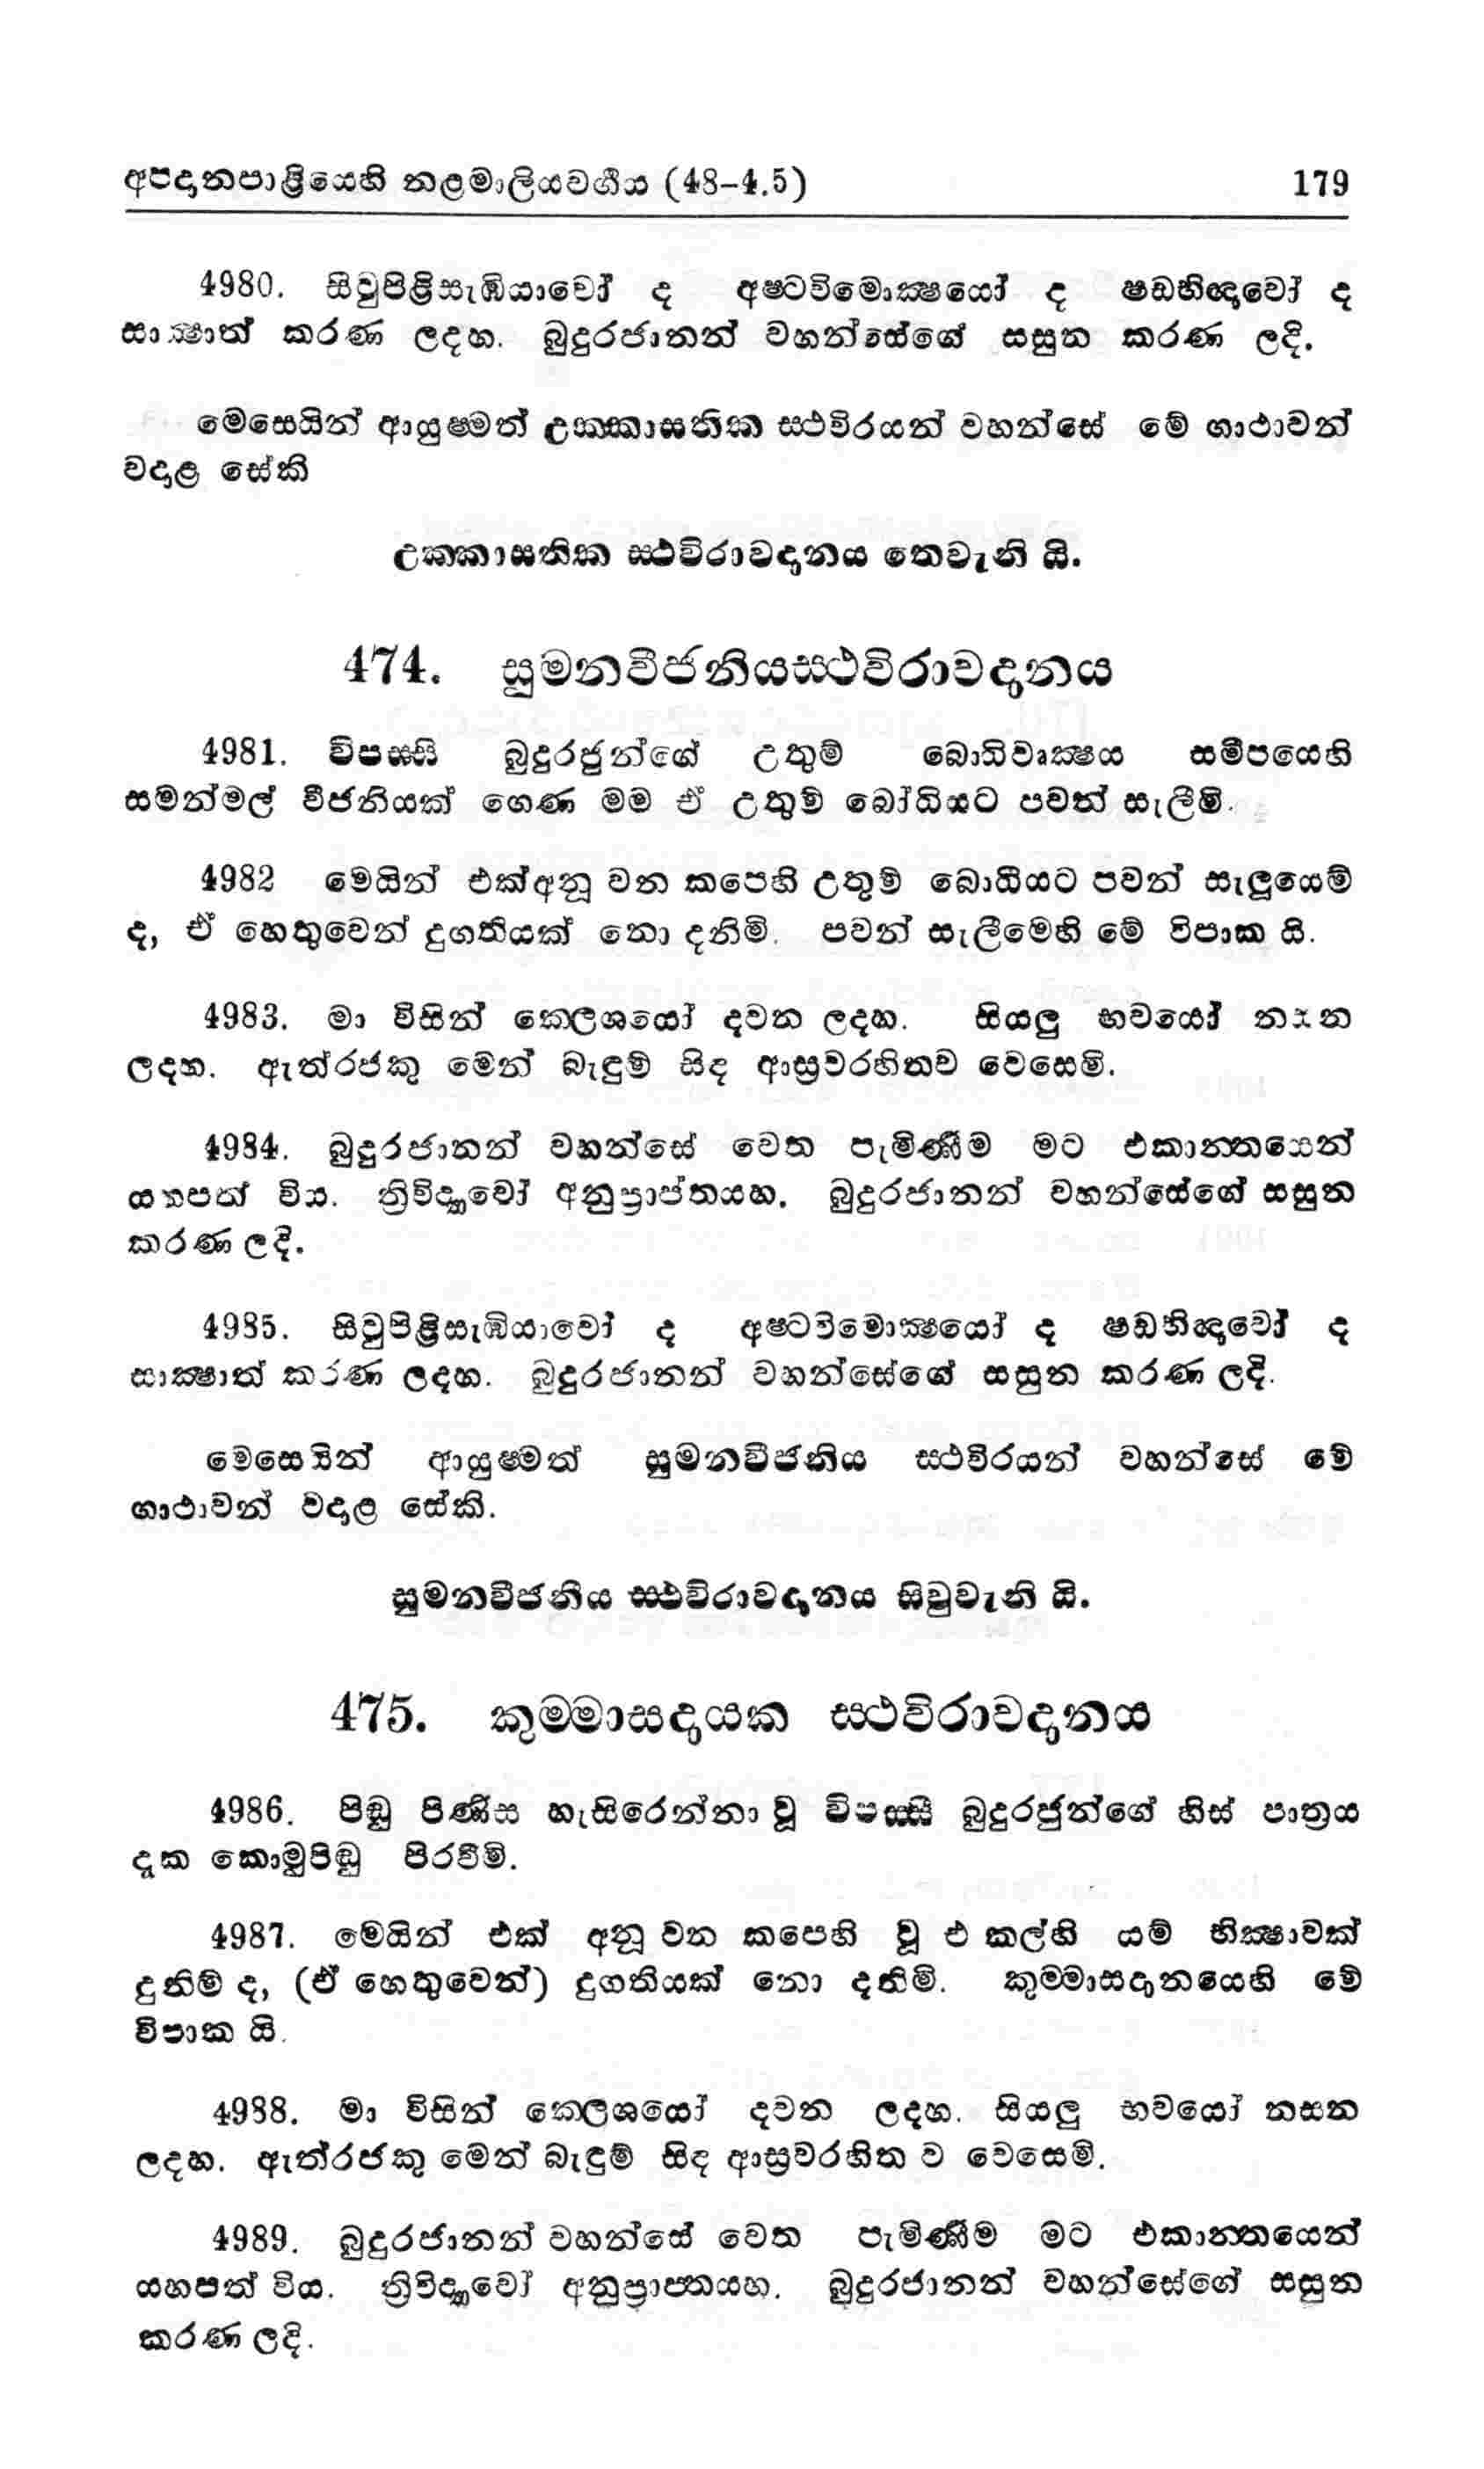 අපදානපාළියෙහි නළමාලියවර්‍ගය (48–4.5) 179
4980. සිවුපිළිසැඹියාවෝ ද අෂ්ටවිමොක්‍ෂයෝ ද ෂඩභිඥාවෝ ද
සාක්‍ෂාත් කරණ ලදහ. බුදුරජානන් වහන්සේගේ සසුන කරණ ලදි.
මෙසෙයින් ආයුෂ්මත් උක්කාසතික ස්ථවිරයන් වහන්සේ මේ ගාථාවන්
වදාළ සේකි
උක්කාසතික ස්ථවිරාවදානය තෙවැනි යි.
474. සුමනවීජනියස්ථවිරාවදානය
4981. විපස්සි බුදුරජුන්ගේ උතුම් බොධිවෘක්‍ෂය සමීපයෙහි
සමන්මල් වීජනියක් ගෙණ මම ඒ උතුම් බෝධියට පවන් සැලීමි.
4982 මෙයින් එක්අනූ වන කපෙහි උතුම් බොධියට පවන් සැලූයෙම්
ද, ඒ හෙතුවෙන් දුගතියක් නො දනිමි. පවන් සැලීමෙහි මේ විපාක යි.
4983. මා විසින් කෙලශයෝ දවන ලදහ. සියලු භවයෝ නසන
ලදහ. ඇත්රජකු මෙන් බැඳුම් සිද ආස්‍රවරහිතව වෙසෙමි.
4984. බුදුරජානන් වහන්සේ වෙත පැමිණීම මට එකාන්තයෙන්
යහපත් විය. ත්‍රිවිද්‍යාවෝ අනුප්‍රාප්තයහ. බුදුරජානන් වහන්සේගේ සසුන
කරණ ලදි.
4985. සිවුපිළිසැඹියාවෝ ද අෂ්ටවිමොක්‍ෂයෝ ද ෂඩභිඥාවෝ ද
සාක්‍ෂාත් කරණ ලදහ. බුදුරජානන් වහන්සේගේ සසුන කරණ ලදි.
මෙසෙයින් ආයුෂ්මත් සුමනවීජනිය ස්ථවිරයන් වහන්සේ මේ
ගාථාවන් වදාළ සේකි.
සුමනවීජනිය ස්ථවිරාවදානය සිවුවැනි යි.
475. කුම්මාසදායක ස්ථවිරාවදානය
4986. පිඬු පිණිස හැසිරෙන්නා වූ විපස්සී බුදුරජුන්ගේ හිස් පාත්‍රය
දැක කොමුපිඬු පිරවීමි.
4987. මෙයින් එක් අනූ වන කපෙහි වූ එ කල්හි යම් භික්‍ෂාවක්
දුනිම් ද, (ඒ හෙතුවෙන්) දුගතියක් නො දනිමි. කුම්මාසදානයෙහි මේ
විපාක යි.
4988. මා විසින් කෙලශයෝ දවන ලදහ. සියලු භවයෝ නසන
ලදහ. ඇත්රජකු මෙන් බැඳුම් සිද ආස්‍රවරහිත ව වෙසෙමි.
4989. බුදුරජානන් වහන්සේ වෙත පැමිණීම මට එකාන්තයෙන්
යහපත් විය. ත්‍රිවිද්‍යාවෝ අනුප්‍රාප්තයහ. බුදුරජානන් වහන්සේගේ සසුන
කරණ ලදි.